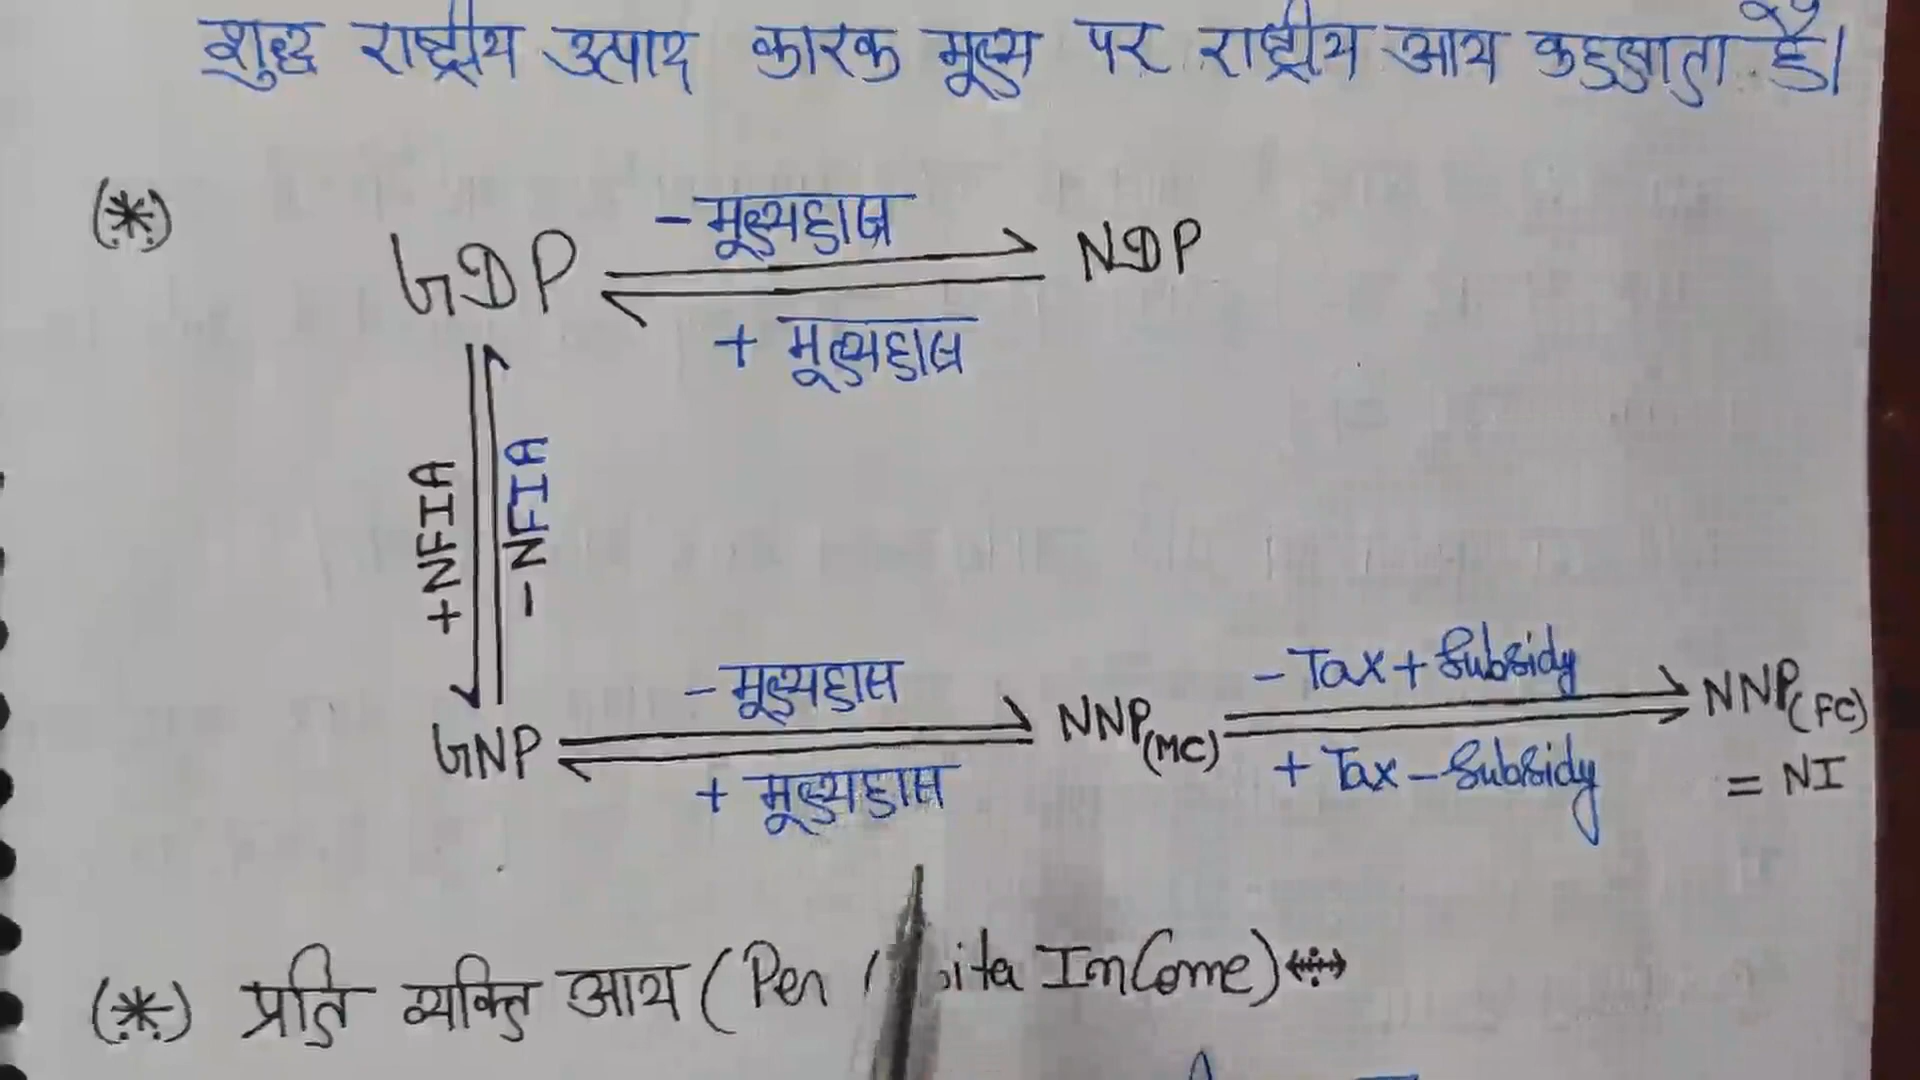 शुद्ध राष्ट्रीय उत्पाद कारक मूल्य पर राष्ट्रीय आय कहलाता है।
(*)
- मूल्यह्रास
GDP NDP
+ मूल्यह्रास
+NFIA -NFIA
- मूल्यह्रास - Tax + Subsidy
GNP NNP(MC) NNP(FC)
+ मूल्यह्रास + Tax - Subsidy = NI
(*) प्रति व्यक्ति आय (Per Income)